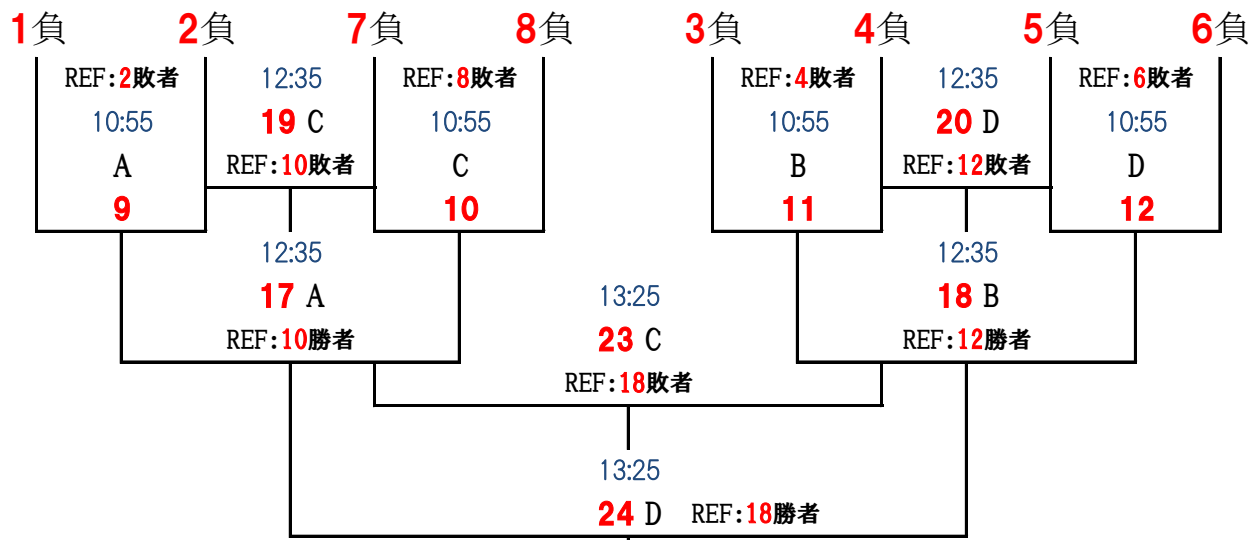 1負 2負 7負 8負 3負 4負 5負 6負
REF:2敗者 12:35 REF:8敗者 REF:4敗者 12:35 REF:6敗者
10:55 19 C 10:55 10:55 20 D 10:55
A REF:10敗者 C B REF:12敗者 D
9 10 11 12
12:35 12:35
17 A 13:25 18 B
REF:10勝者 23 C REF:12勝者
REF:18敗者
13:25
24 D REF:18勝者